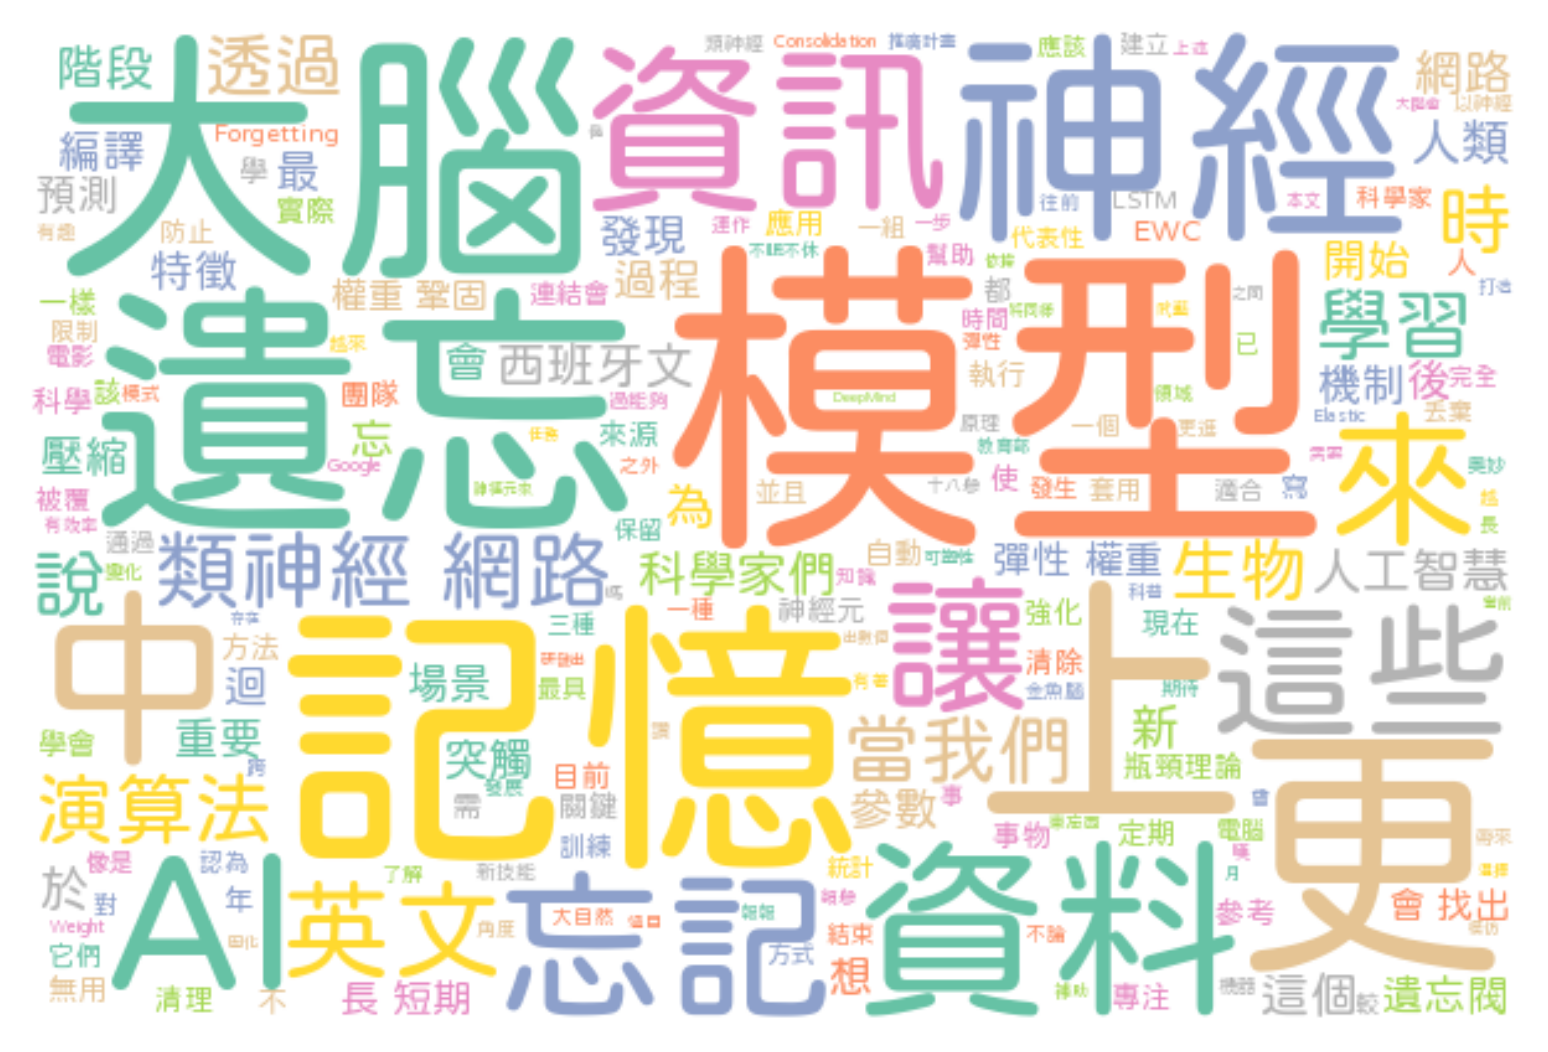 階段
透過
大腦
資訊
神經
類神經
Consolidation
推廣計畫
應該
建立
上述
網路
以神經
人類
編譯
Forgetting
學
最
預測
實際
有趣
防止
特徵
發現
運作
應用
一步
一組
往前
LSTM
代表性
EWC
本文
科學家
時
開始
人
打造
不眠不休
幫助
一樣
限制
電影
權重 鞏固
連結會
過程
都
時間
彈性
之間
已
學習
越來
科學
該
模式
遺忘
會
西班牙文
團隊
過能夠
模型
DeepMind
執行
領域
機制
後
完全
Elastic
丟棄
壓縮
忘
來源
Google
之外
原理
一個
更進
教育部
來
奧妙
被覆
有效率
為
並且
十八卷
使
發生
套用
適合
寫
越
長
保留
通過
說
變化
類神經 網路
嗎
科學家們
知識
自動
可塑性
彈性 權重
生物
人工智慧
科普
當前
中
方法
迴
記憶
三種
一種
神經元
讓
強化
現在
上
這些
場景
最具
有著
清除
金魚腦
期待
學會
重要
跨
突觸
發展
目前
當我們
新
瓶頸理論
更
演算法
需
關鍵
參數
事
事物
東忘西
定期
電腦
帶來
訓練
像是
認為
了解
新技能
統計
嘆
月
選擇
於
對
年
AI
英文
忘記
大自然
報報
資料
參考
會 找出
模仿
Weight
它們
固化
角度
方式
結束
不論
想
無用
清理
不
長 短期
補助
專注
機器
這個
較
遺忘閥